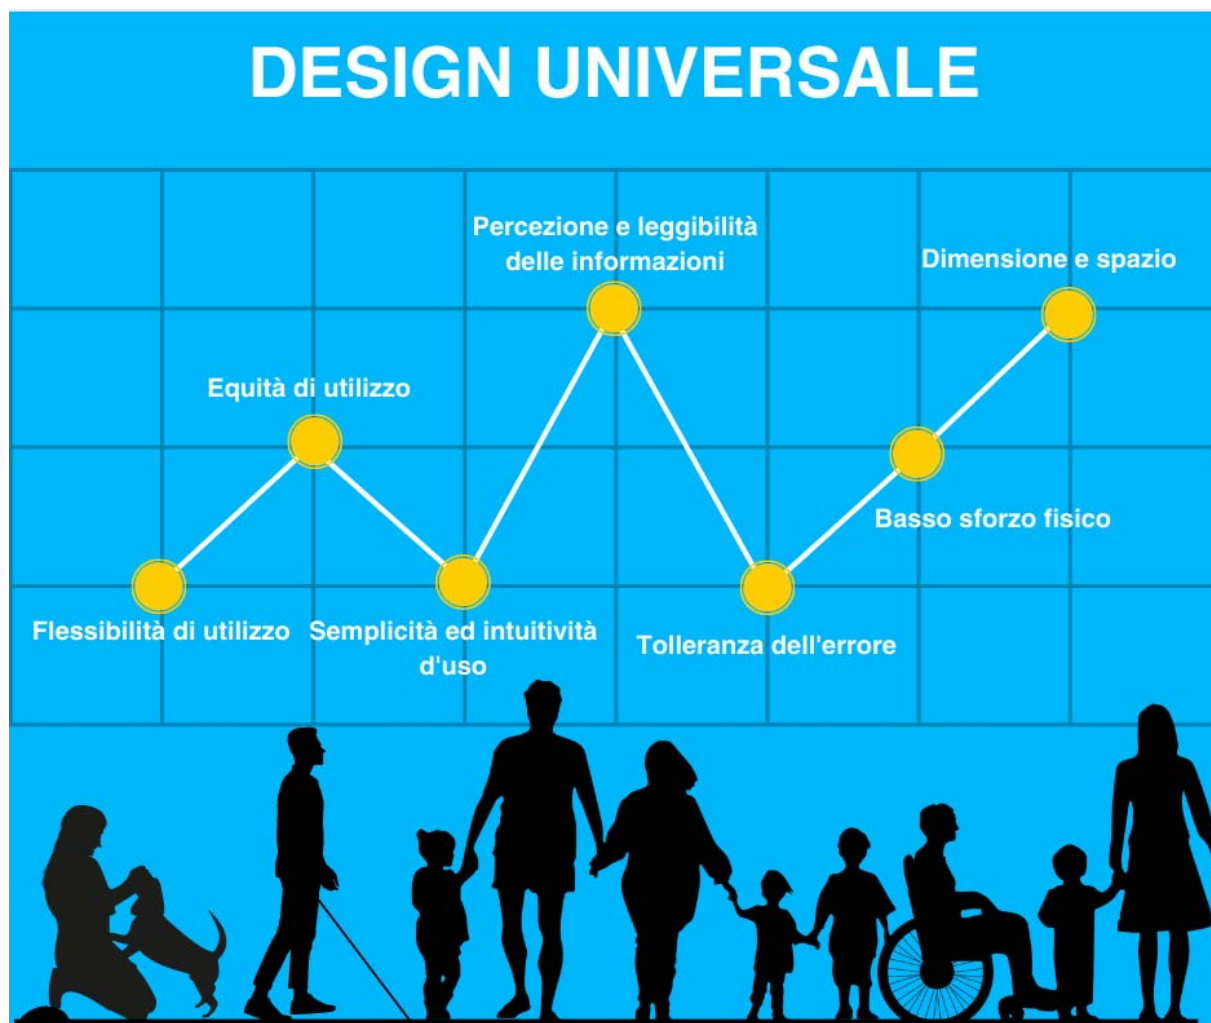 DESIGN UNIVERSALE
Percezione e leggibilità
delle informazioni
Dimensione e spazio
Equità di utilizzo
Basso sforzo fisico
Flessibilità di utilizzo
Semplicità ed intuitività
d'uso
Tolleranza dell'errore